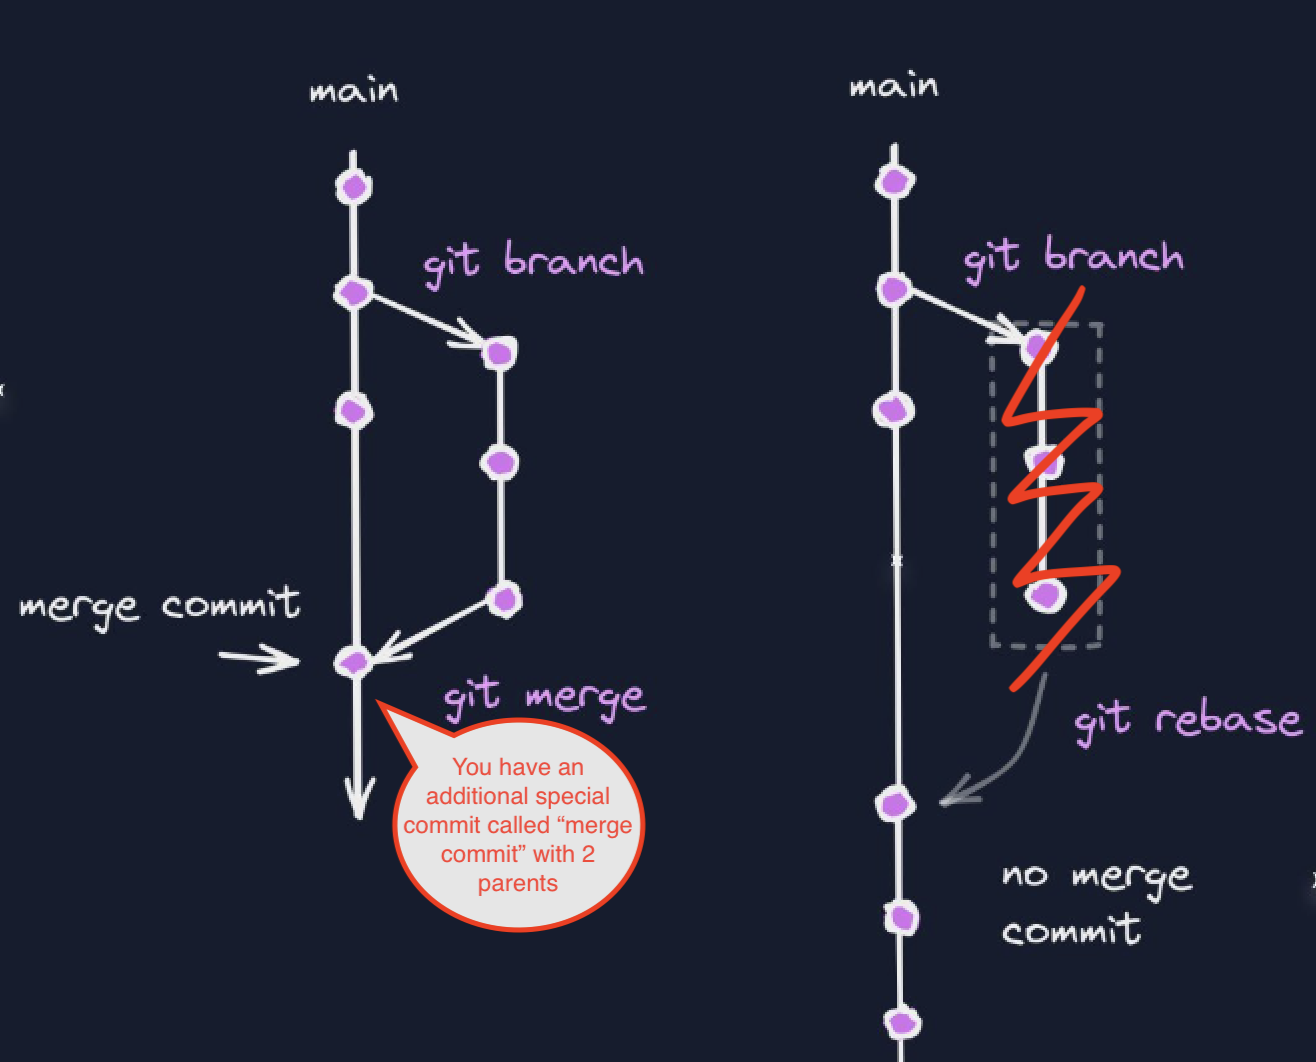 main
git branch
merge commit
git merge
You have an
additional special
commit called “merge
commit” with 2
parents
main
git branch
git rebase
no merge
commit